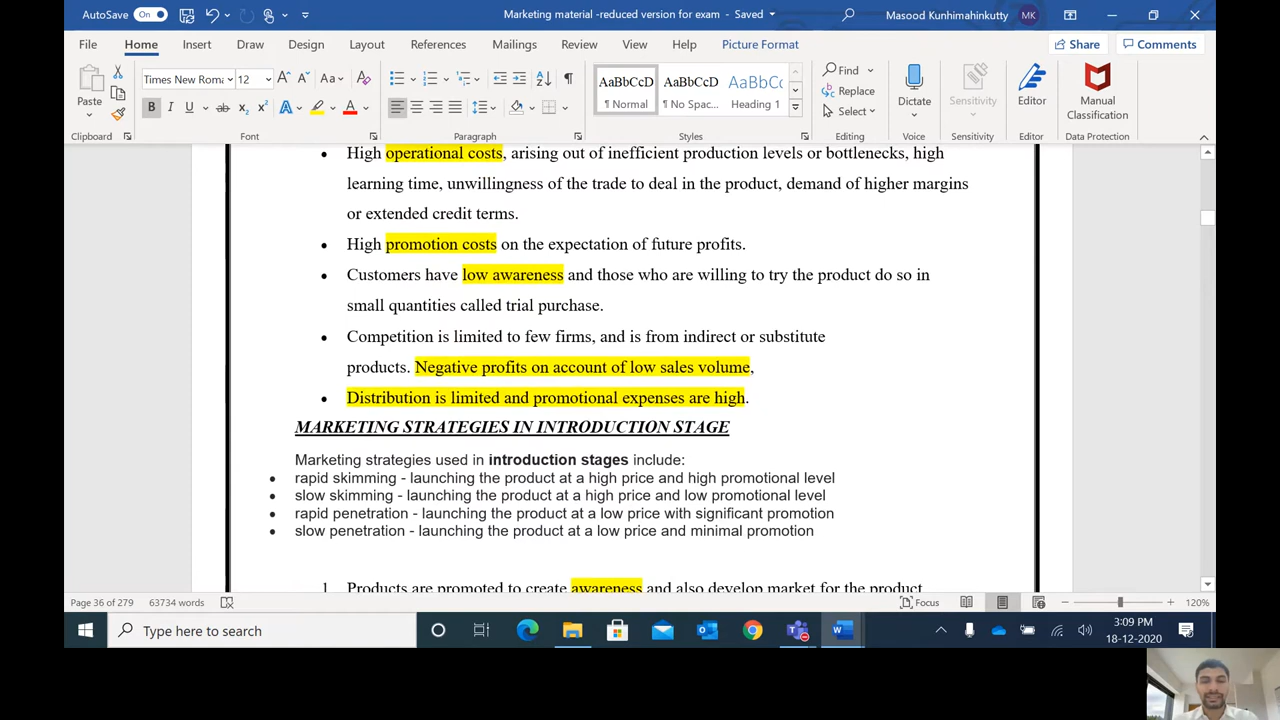 AutoSave On Marketing material -reduced version for exam - Saved Masood Kunhimahinkutty MK
File Home Insert Draw Design Layout References Mailings Review View Help Picture Format Share Comments
Paste Times New Roma 12 Aa AaBbCcD AaBbCcD AaBbCc Find Replace Select Dictate Sensitivity Editor Manual Classification
¶ Normal ¶ No Spac... Heading 1
Clipboard Font Paragraph Styles Editing Voice Sensitivity Editor Data Protection
• High operational costs, arising out of inefficient production levels or bottlenecks, high
learning time, unwillingness of the trade to deal in the product, demand of higher margins
or extended credit terms.
• High promotion costs on the expectation of future profits.
• Customers have low awareness and those who are willing to try the product do so in
small quantities called trial purchase.
• Competition is limited to few firms, and is from indirect or substitute
products. Negative profits on account of low sales volume,
• Distribution is limited and promotional expenses are high.
MARKETING STRATEGIES IN INTRODUCTION STAGE
Marketing strategies used in introduction stages include:
• rapid skimming - launching the product at a high price and high promotional level
• slow skimming - launching the product at a high price and low promotional level
• rapid penetration - launching the product at a low price with significant promotion
• slow penetration - launching the product at a low price and minimal promotion
1. Products are promoted to create awareness and also develop market for the product
Page 36 of 279 63734 words Focus 120%
Type here to search 3:09 PM
18-12-2020